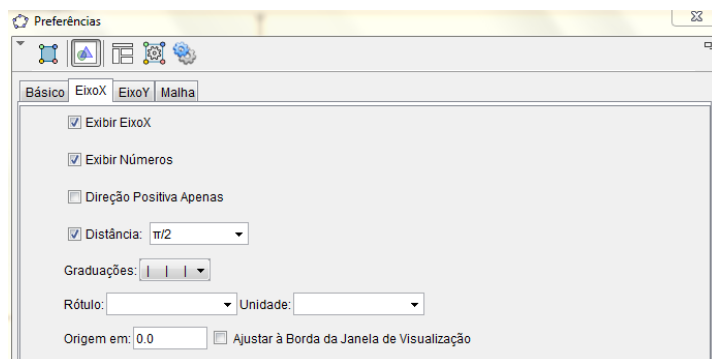 Preferências
Básico EixoX EixoY Malha
Exibir EixoX
Exibir Números
Direção Positiva Apenas
Distância: π/2
Graduações: | | |
Rótulo: Unidade:
Origem em: 0.0 Ajustar à Borda da Janela de Visualização